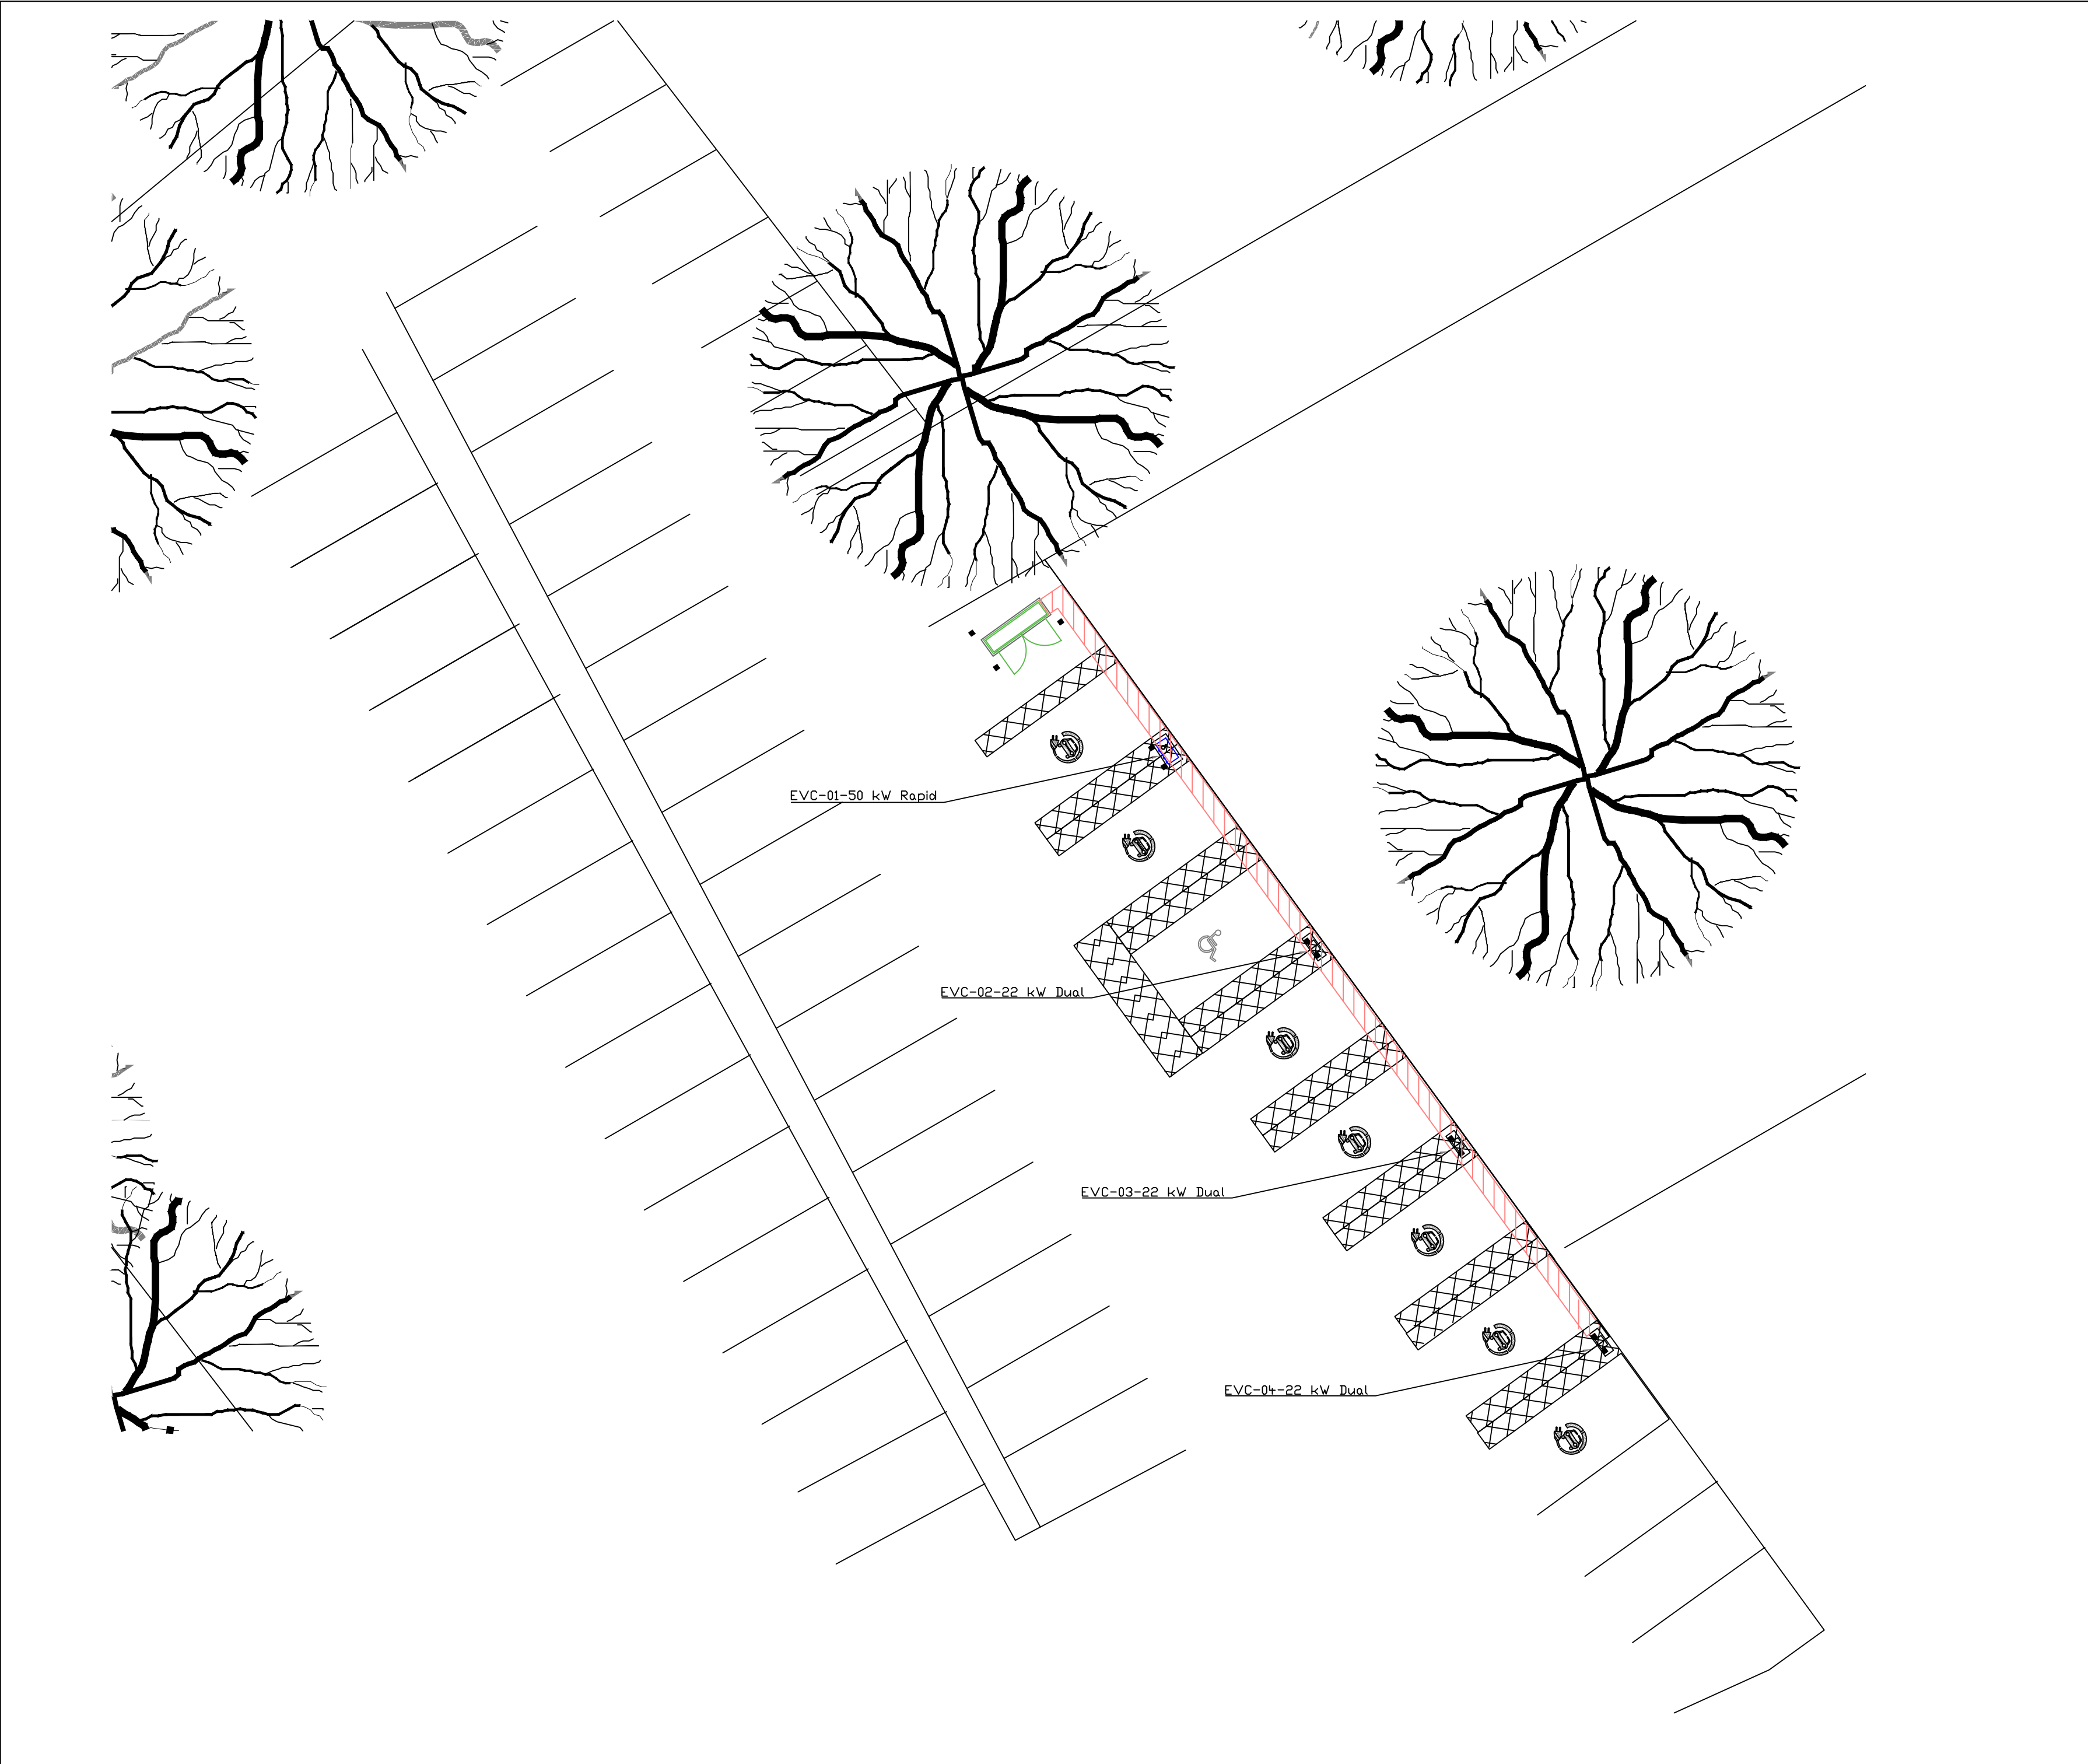 EVC-01-50 kW Rapid
EVC-02-22 kW Dual
EVC-03-22 kW Dual
EVC-04-22 kW Dual